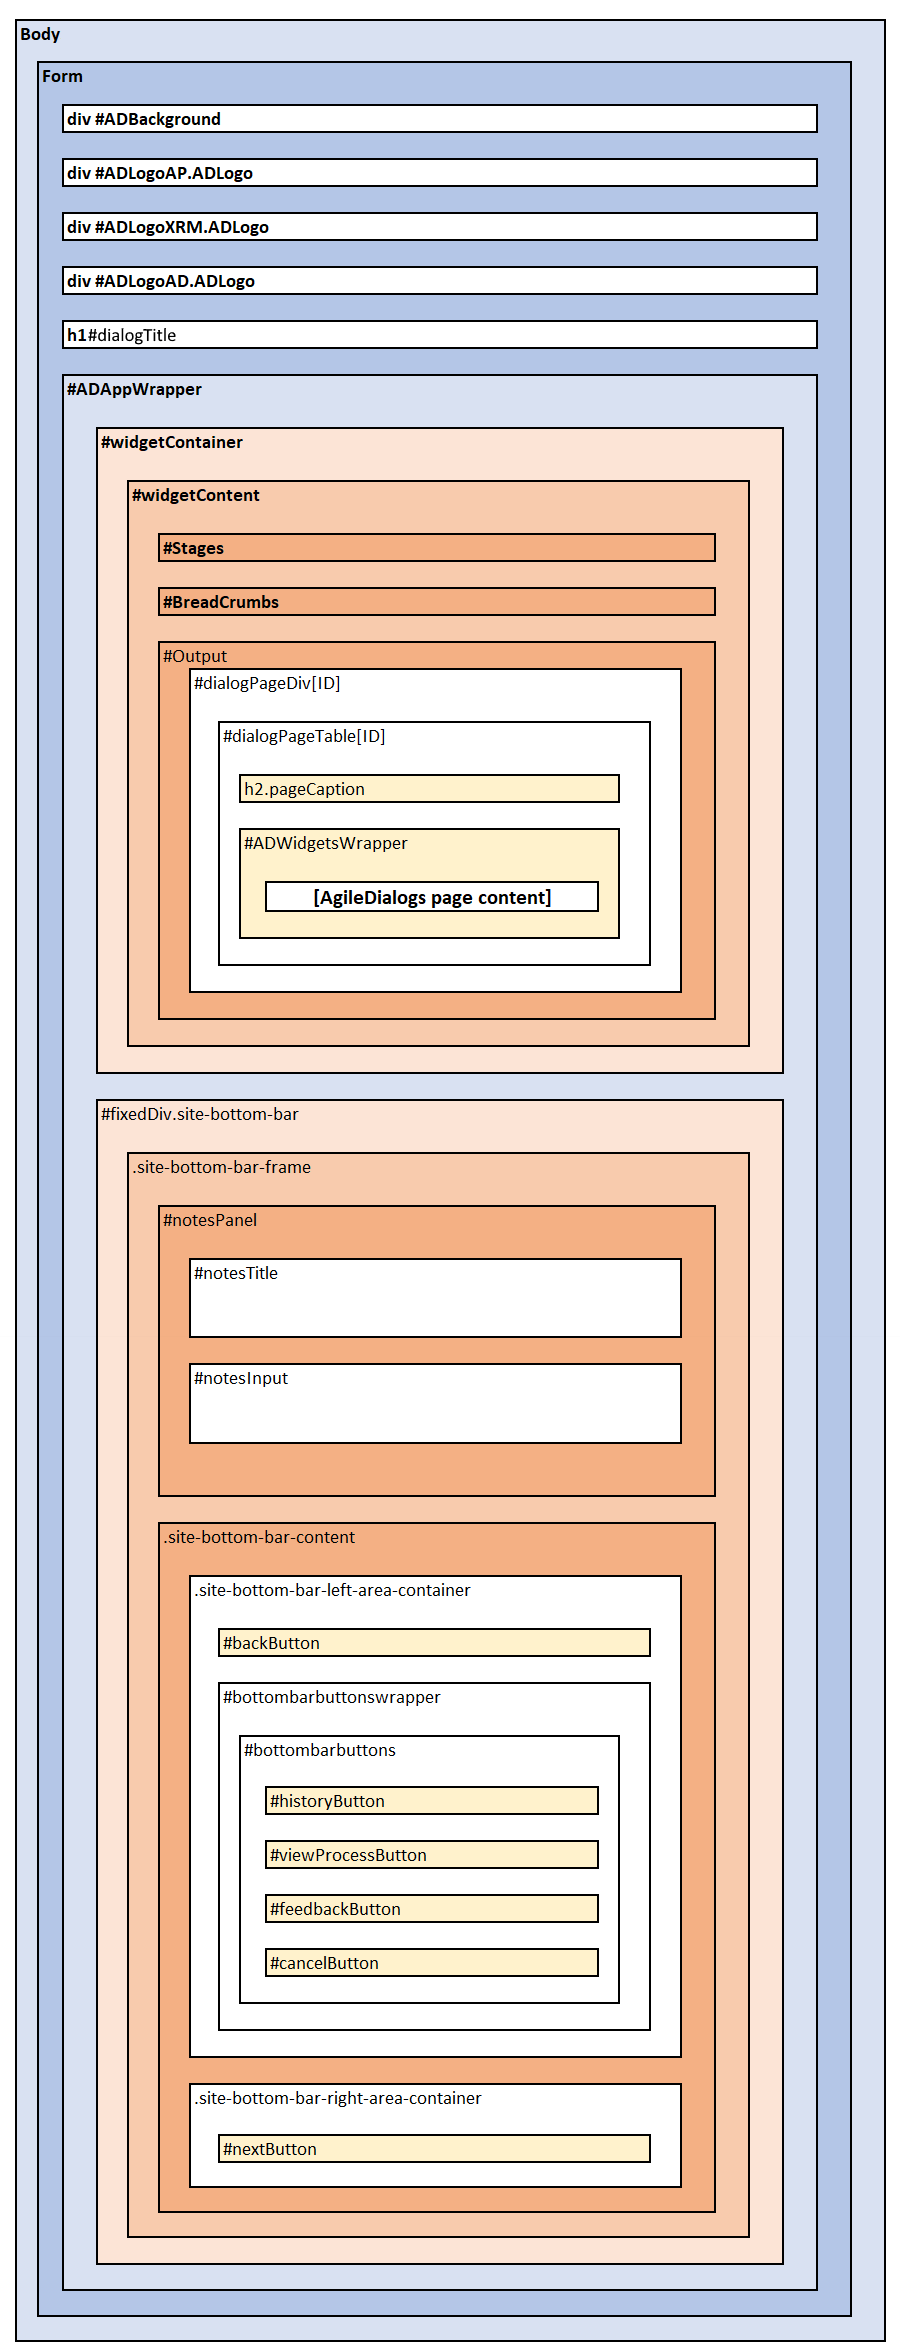 Body
Form
div #ADBackground
div #ADLogoAP.ADLogo
div #ADLogoXRM.ADLogo
div #ADLogoAD.ADLogo
h1#dialogTitle
#ADAppWrapper
#widgetContainer
#widgetContent
#Stages
#BreadCrumbs
#Output
#dialogPageDiv[ID]
#dialogPageTable[ID]
h2.pageCaption
#ADWidgetsWrapper
[AgileDialogs page content]
#fixedDiv.site-bottom-bar
.site-bottom-bar-frame
#notesPanel
#notesTitle
#notesInput
.site-bottom-bar-content
.site-bottom-bar-left-area-container
#backButton
#bottombarbuttonswrapper
#bottombarbuttons
#historyButton
#viewProcessButton
#feedbackButton
#cancelButton
.site-bottom-bar-right-area-container
#nextButton